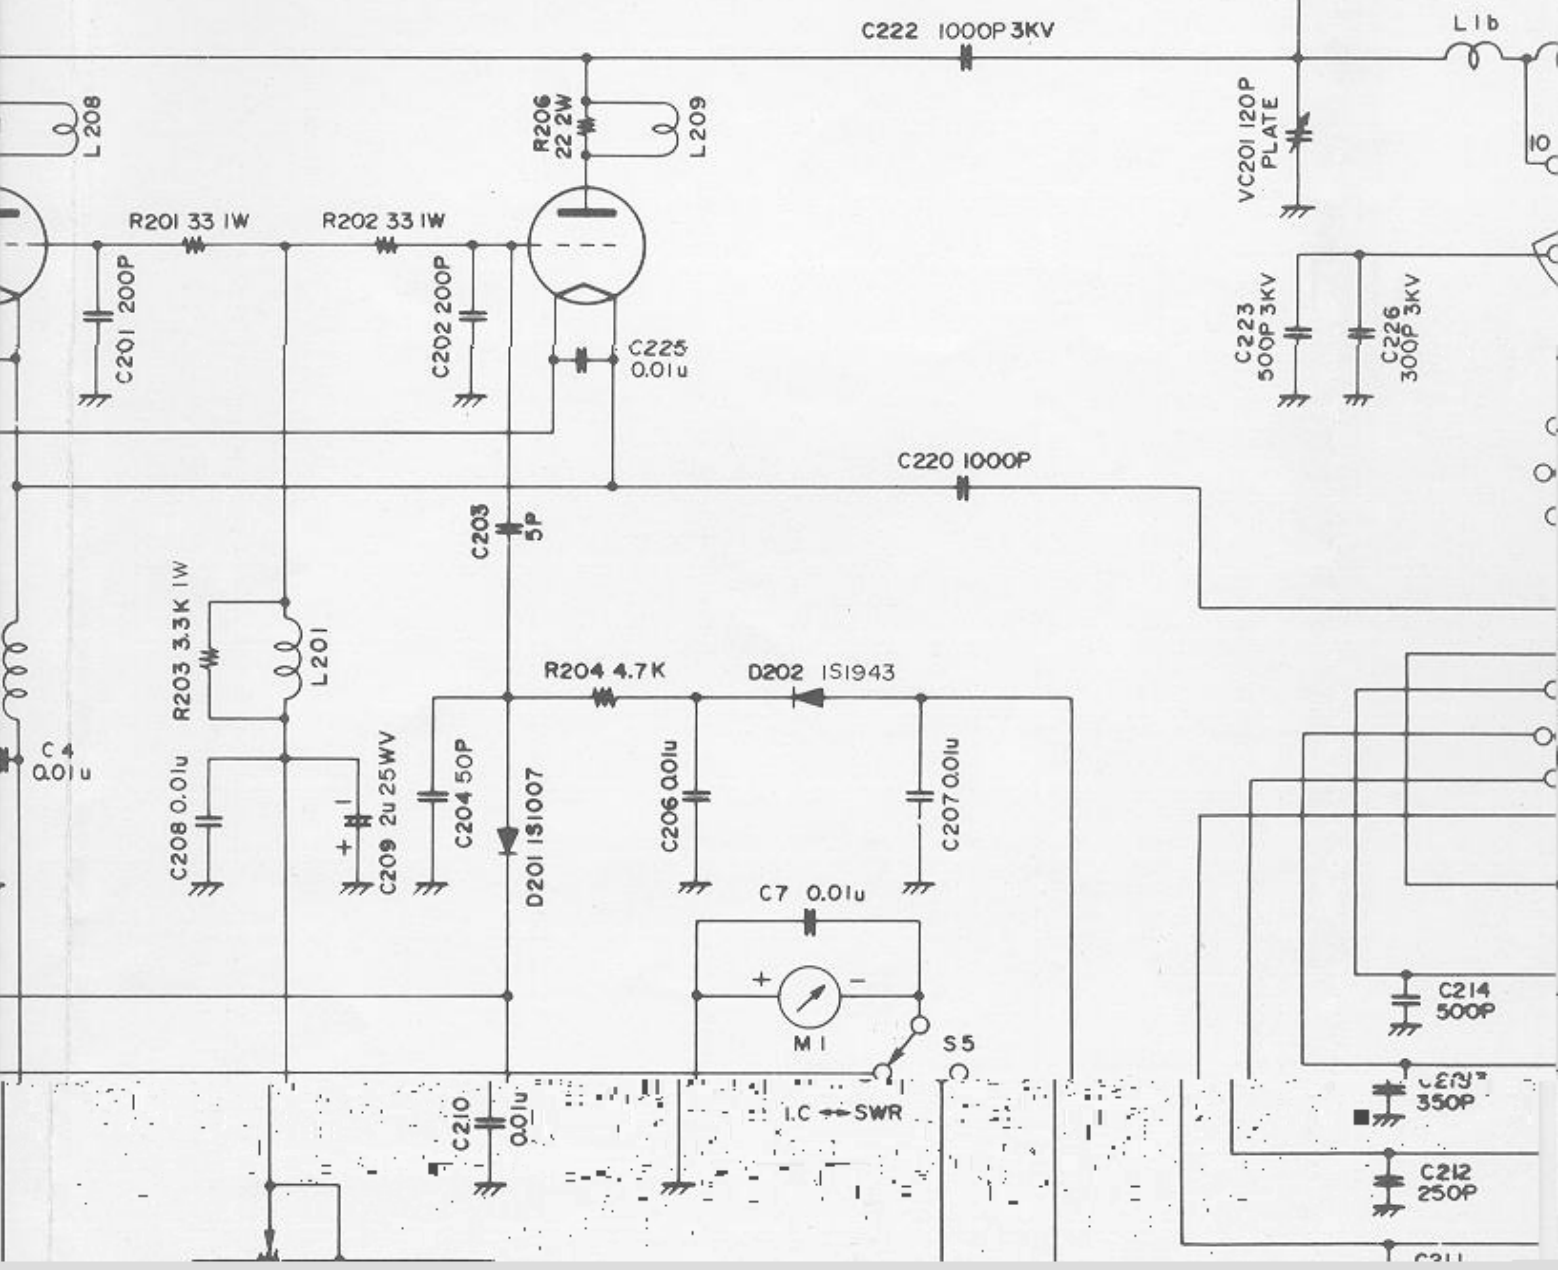 C222 1000P 3KV
L1b
L208
R206
22 2W
L209
VC201 120P
PLATE
10
R201 33 1W
R202 33 1W
C201 200P
C202 200P
C225
0.01u
C223
500P 3KV
C226
300P 3KV
C220 1000P
C203
5P
R203 3.3K 1W
L201
R204 4.7K
D202 1S1943
C4
0.01u
C208 0.01u
+
−
C209 2u 25WV
C204 50P
D201 1S1007
C206 0.01u
C207 0.01u
C7 0.01u
+
−
M1
S5
C214
500P
C210
0.01u
I.C ↔ SWR
350P
C212
250P
C211